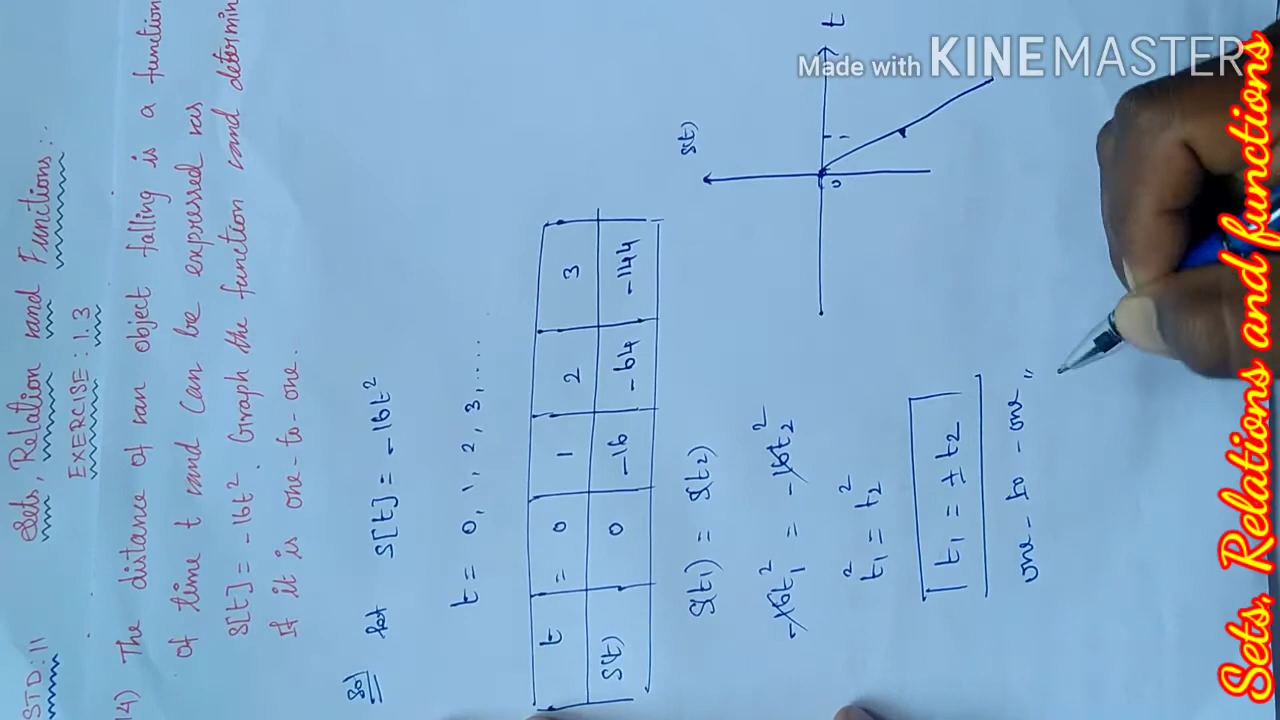 STD: 11 Sets, Relation and Functions:
EXERCISE: 1.3
14) The distance of an object falling is a function
of time t and can be expressed as
S[t] = -16t². Graph the function and determin
If it is one-to-one.
Sol let S[t] = -16t²
t = 0, 1, 2, 3, ....
t = 0 1 2 3
S(t) 0 -16 -64 -144
S(t1) = S(t2)
-16t1² = -16t2²
t1² = t2²
t1 = ± t2
one - to - one,,
S(t)
t
0
1
Made with KINEMASTER
Sets, Relations and functions